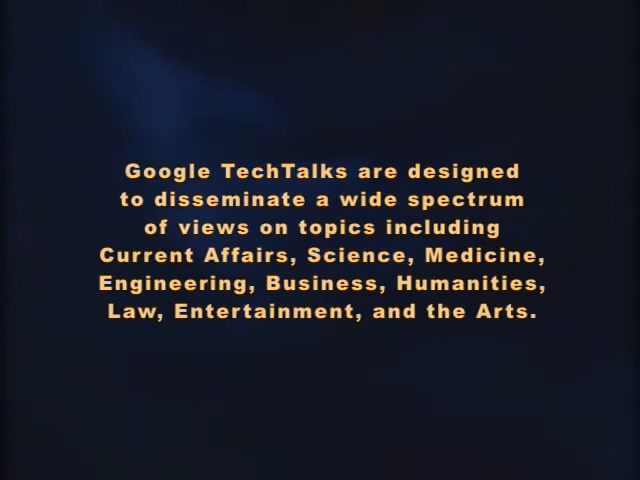 Google TechTalks are designed
to disseminate a wide spectrum
of views on topics including
Current Affairs, Science, Medicine,
Engineering, Business, Humanities,
Law, Entertainment, and the Arts.